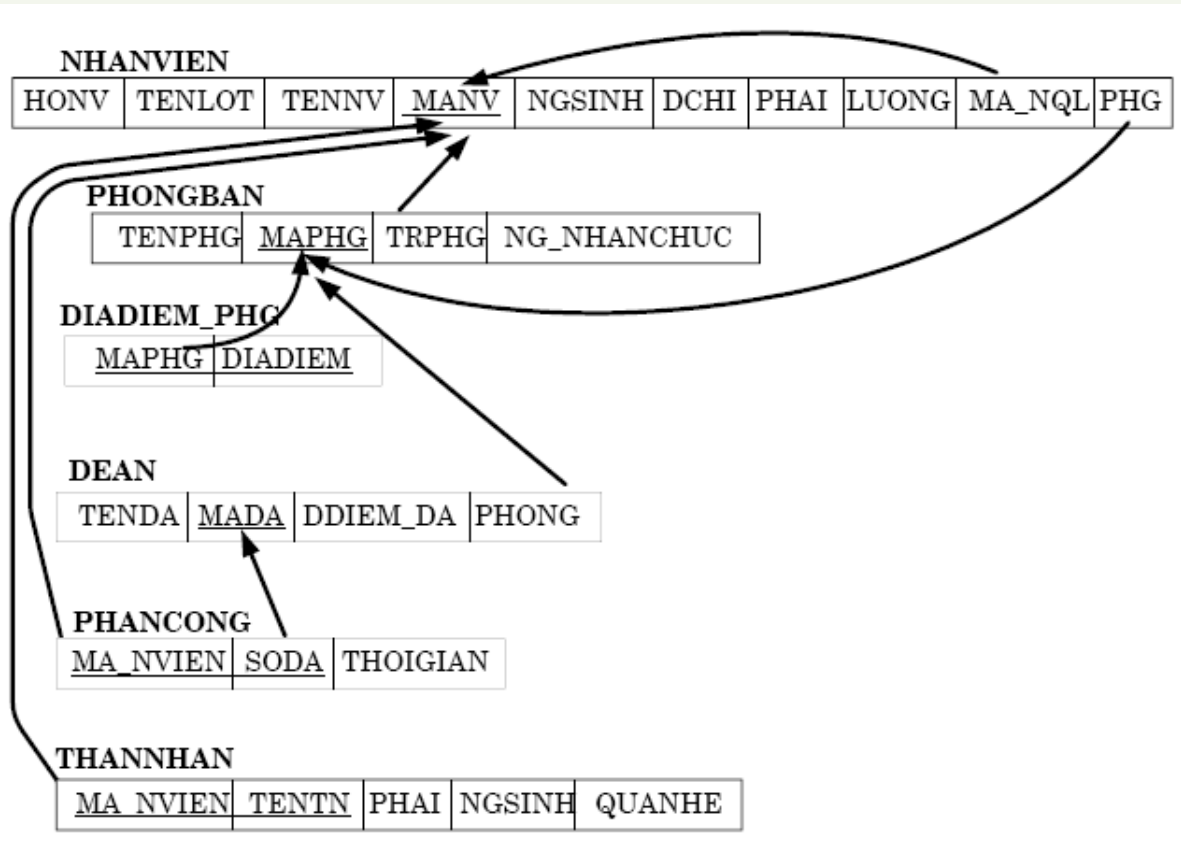 NHANVIEN
HONV TENLOT TENNV MANV NGSINH DCHI PHAI LUONG MA_NQL PHG
PHONGBAN
TENPHG MAPHG TRPHG NG_NHANCHUC
DIADIEM_PHG
MAPHG DIADIEM
DEAN
TENDA MADA DDIEM_DA PHONG
PHANCONG
MA_NVIEN SODA THOIGIAN
THANNHAN
MA_NVIEN TENTN PHAI NGSINH QUANHE